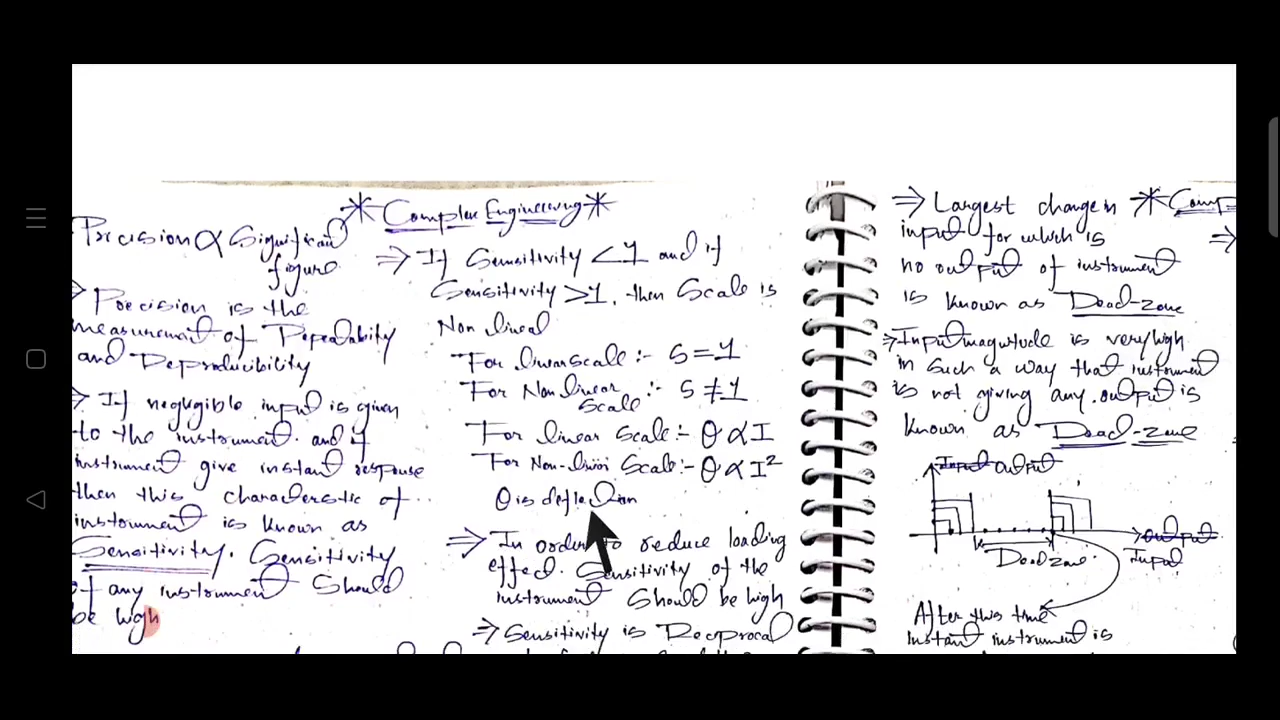 Precision ∝ Significant
figure
Precision is the
measurement of Repeatability
and Reproducibility
⇒ If negligible input is given
to the instrument and if
instrument give instant response
then this characteristic of
instrument is known as
Sensitivity. Sensitivity
of any instrument Should
be high
* Complex Engineering *
⇒ If Sensitivity < 1 and if
Sensitivity > 1, then Scale is
Non lineal
For linear scale :- S = 1
For Non linear Scale :- S ≠ 1
For linear Scale :- θ ∝ I
For Non-linear Scale :- θ ∝ I²
θ is deflection
⇒ In order to reduce loading
effect. Sensitivity of the
instrument Should be high
⇒ Sensitivity is Reciprocal
⇒ Largest change in * Comp
input for which is
no output of instrument
is known as Dead-zone
⇒ Input magnitude is very high
in Such a way that instrument
is not giving any output is
known as Dead-zone
Input output
output
Input
Dead zone
After this time
instant instrument is